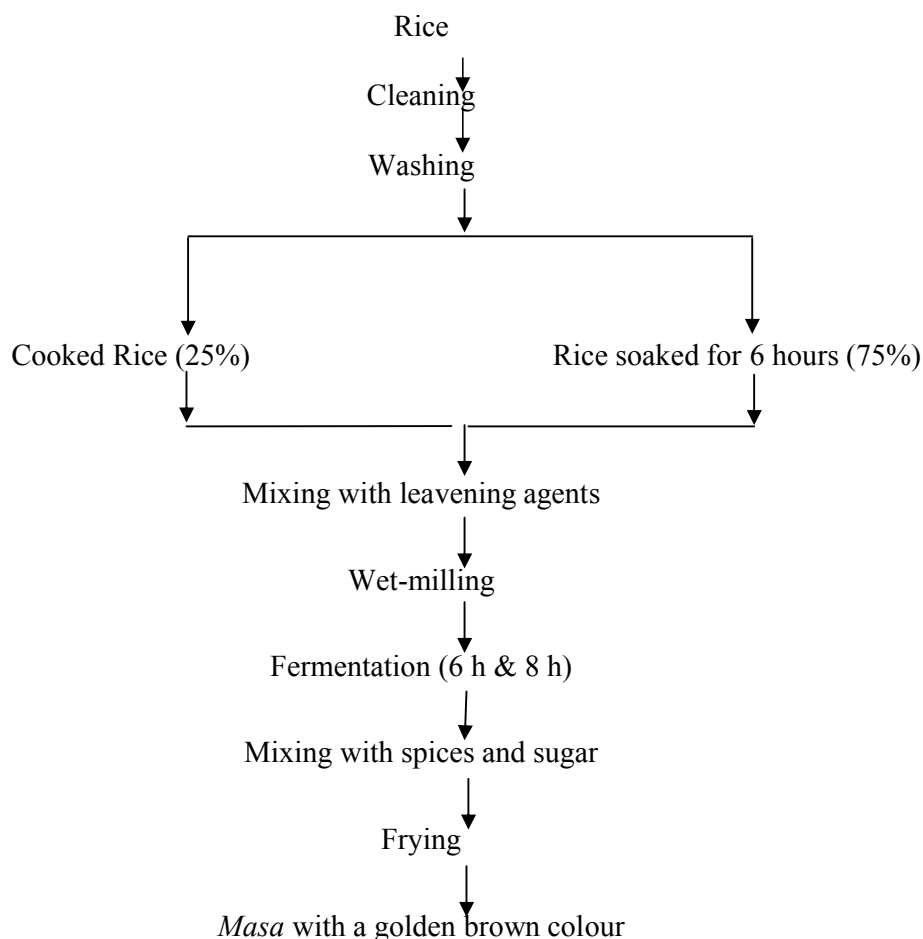 Rice
Cleaning
Washing
Cooked Rice (25%)
Rice soaked for 6 hours (75%)
Mixing with leavening agents
Wet-milling
Fermentation (6 h & 8 h)
Mixing with spices and sugar
Frying
Masa with a golden brown colour